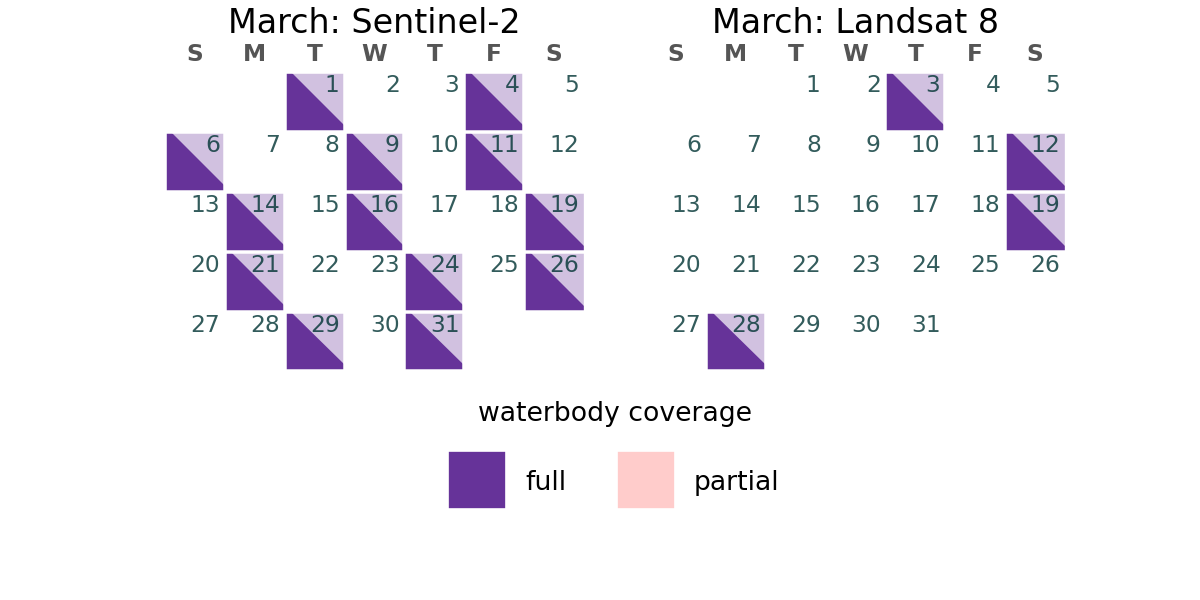 March: Sentinel-2
S M T W T F S
1 2 3 4 5
6 7 8 9 10 11 12
13 14 15 16 17 18 19
20 21 22 23 24 25 26
27 28 29 30 31
March: Landsat 8
S M T W T F S
1 2 3 4 5
6 7 8 9 10 11 12
13 14 15 16 17 18 19
20 21 22 23 24 25 26
27 28 29 30 31
waterbody coverage
full partial